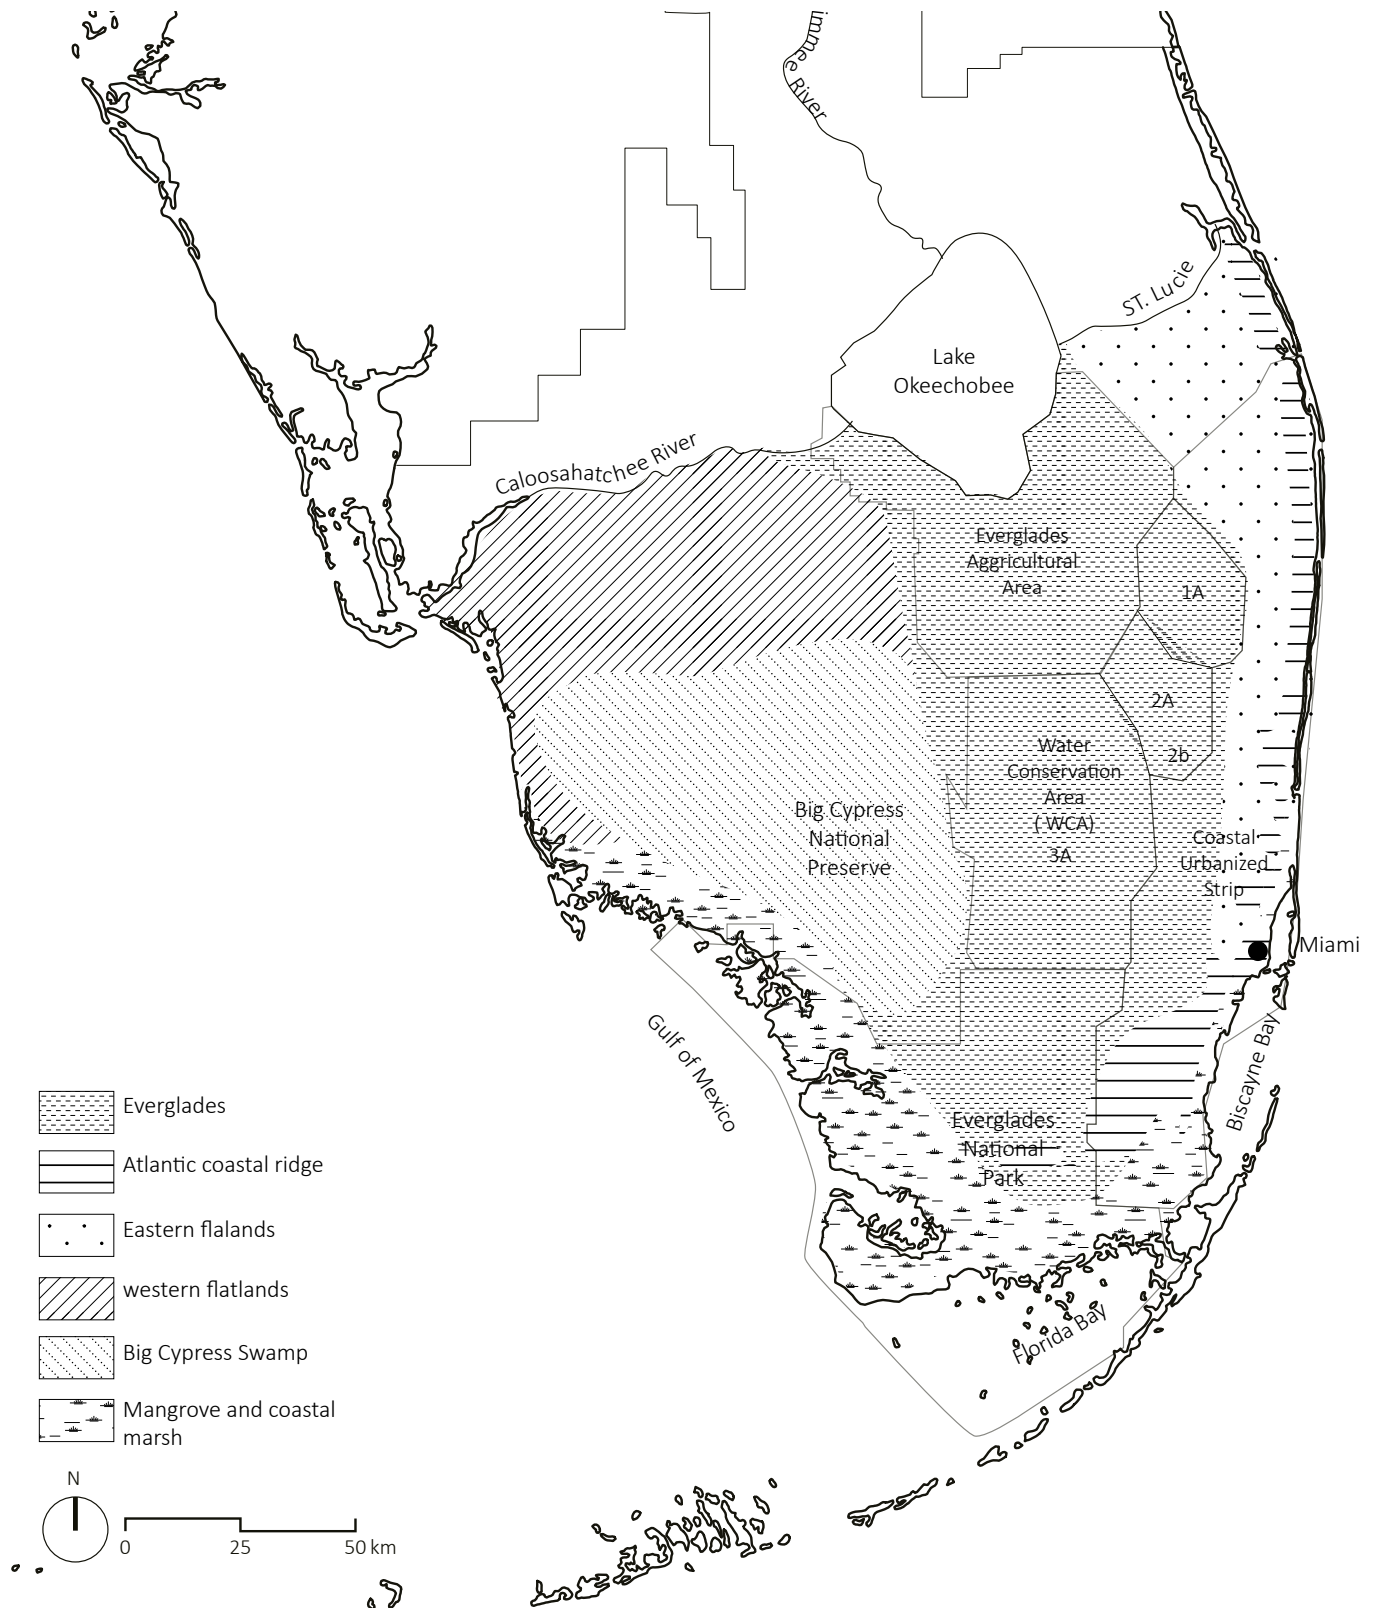 immee River
ST. Lucie
Lake
Okeechobee
Caloosahatchee River
Everglades
Aggricultural
Area
1A
2A
Water
Conservation
Area
( WCA)
3A
2b
Big Cypress
National
Preserve
Coastal
Urbanized
Strip
Miami
Gulf of Mexico
Biscayne Bay
Everglades
National
Park
Florida Bay
Everglades
Atlantic coastal ridge
Eastern flalands
western flatlands
Big Cypress Swamp
Mangrove and coastal
marsh
N
0 25 50 km